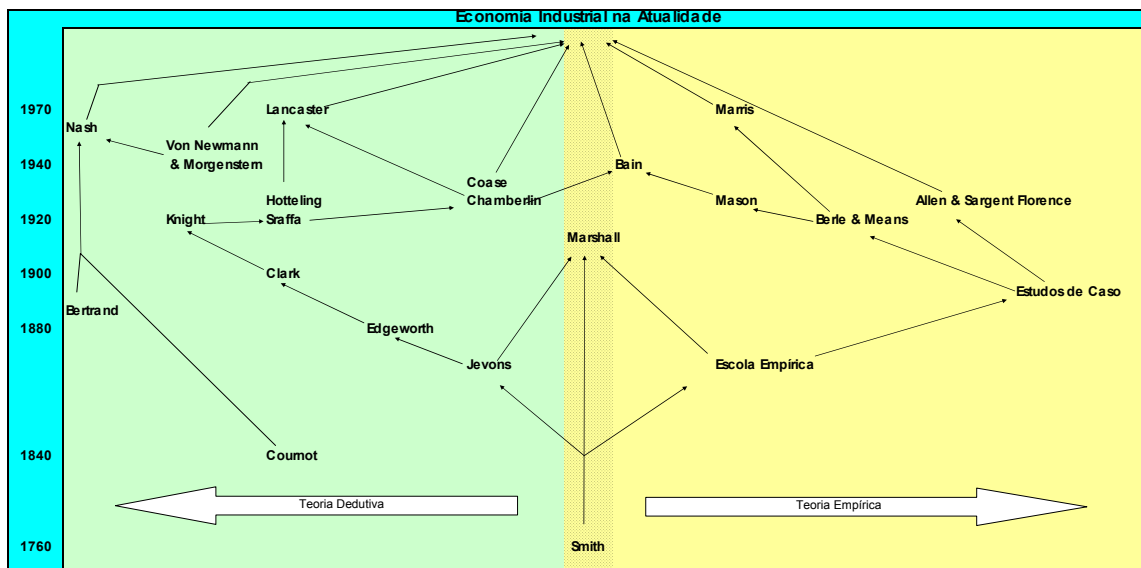 Economia Industrial na Atualidade
1970
Lancaster
Marris
Nash
Von Newmann
& Morgenstern
1940
Bain
Coase
Hotteling
Chamberlin
Mason
Allen & Sargent Florence
1920
Knight
Sraffa
Berle & Means
Marshall
1900
Clark
Estudos de Caso
Bertrand
1880
Edgeworth
Jevons
Escola Empírica
1840
Cournot
Teoria Dedutiva
Teoria Empírica
1760
Smith